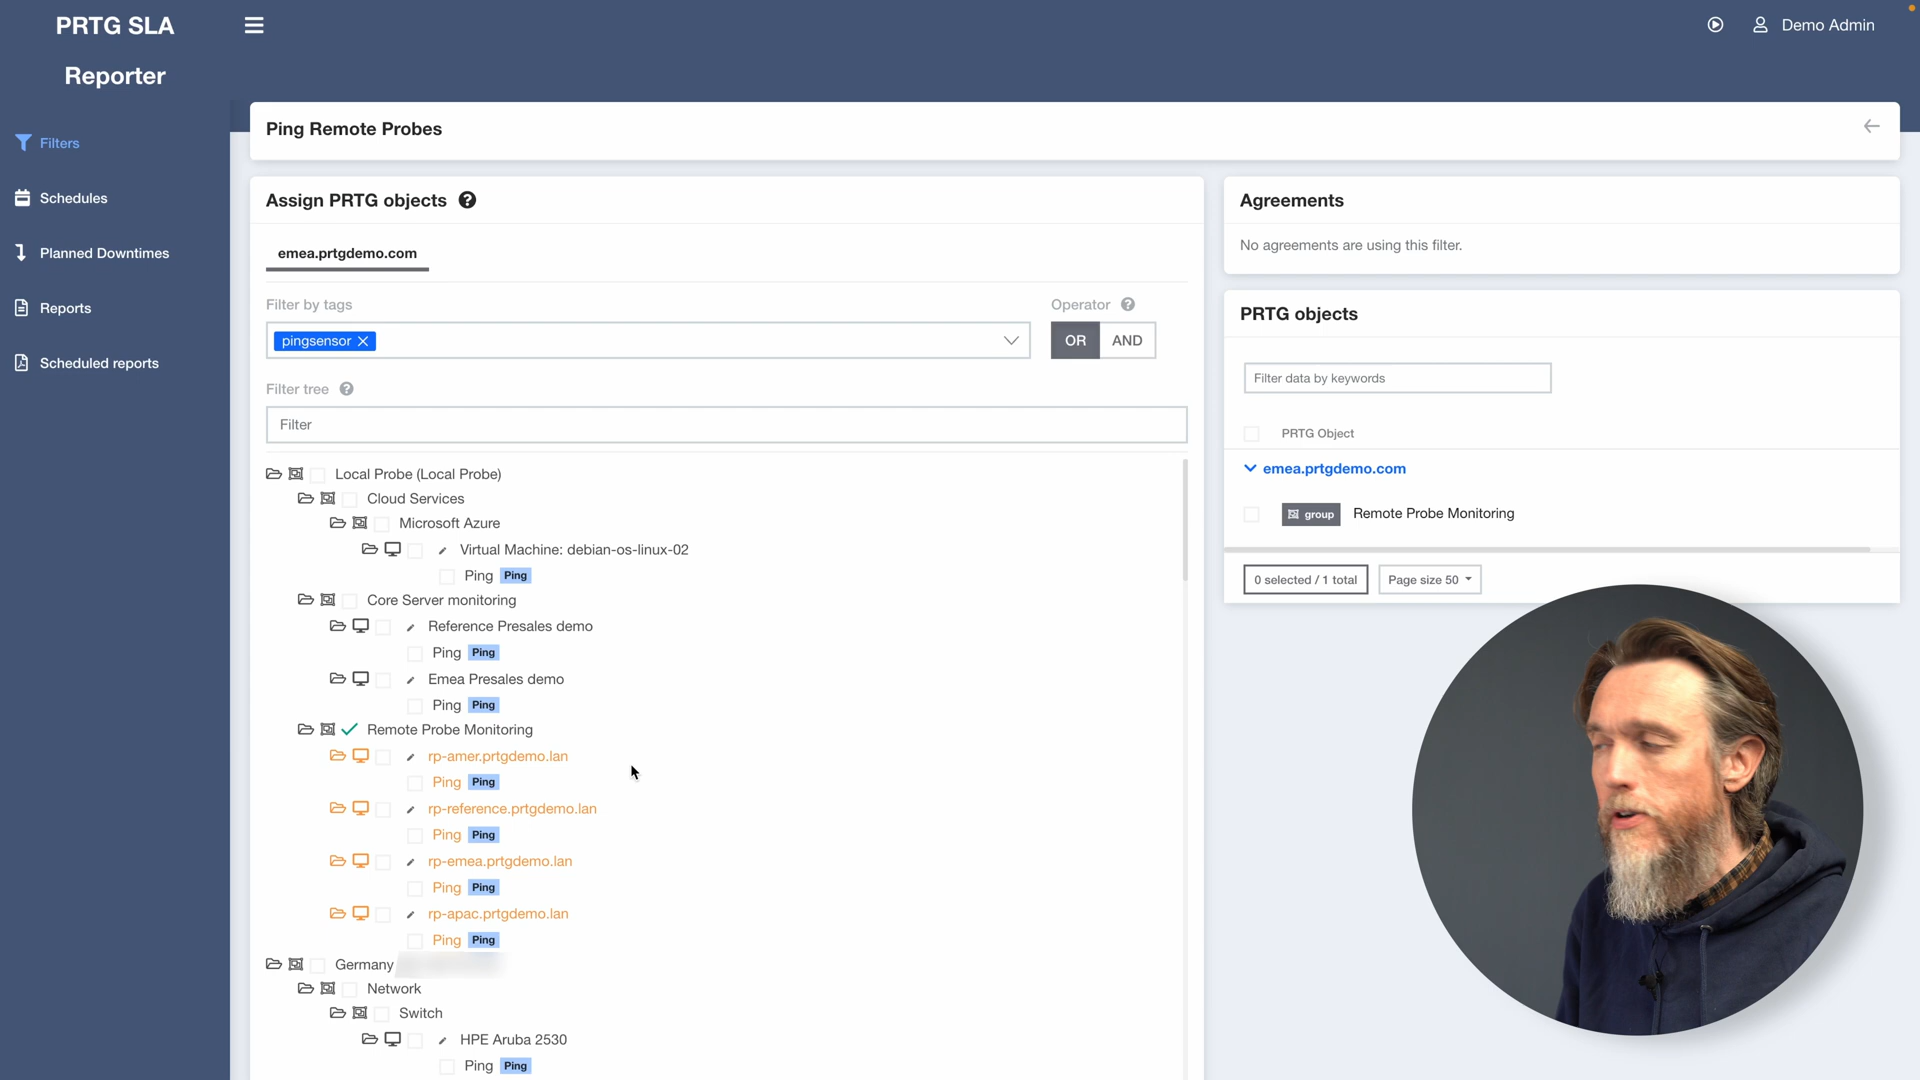 PRTG SLA
Reporter
Demo Admin
Filters
Schedules
Planned Downtimes
Reports
Scheduled reports
Ping Remote Probes
Assign PRTG objects
emea.prtgdemo.com
Filter by tags
Operator
pingsensor
OR AND
Filter tree
Filter
Local Probe (Local Probe)
Cloud Services
Microsoft Azure
Virtual Machine: debian-os-linux-02
Ping Ping
Core Server monitoring
Reference Presales demo
Ping Ping
Emea Presales demo
Ping Ping
Remote Probe Monitoring
rp-amer.prtgdemo.lan
Ping Ping
rp-reference.prtgdemo.lan
Ping Ping
rp-emea.prtgdemo.lan
Ping Ping
rp-apac.prtgdemo.lan
Ping Ping
Germany
Network
Switch
HPE Aruba 2530
Ping Ping
Agreements
No agreements are using this filter.
PRTG objects
Filter data by keywords
PRTG Object
emea.prtgdemo.com
group Remote Probe Monitoring
0 selected / 1 total
Page size 50